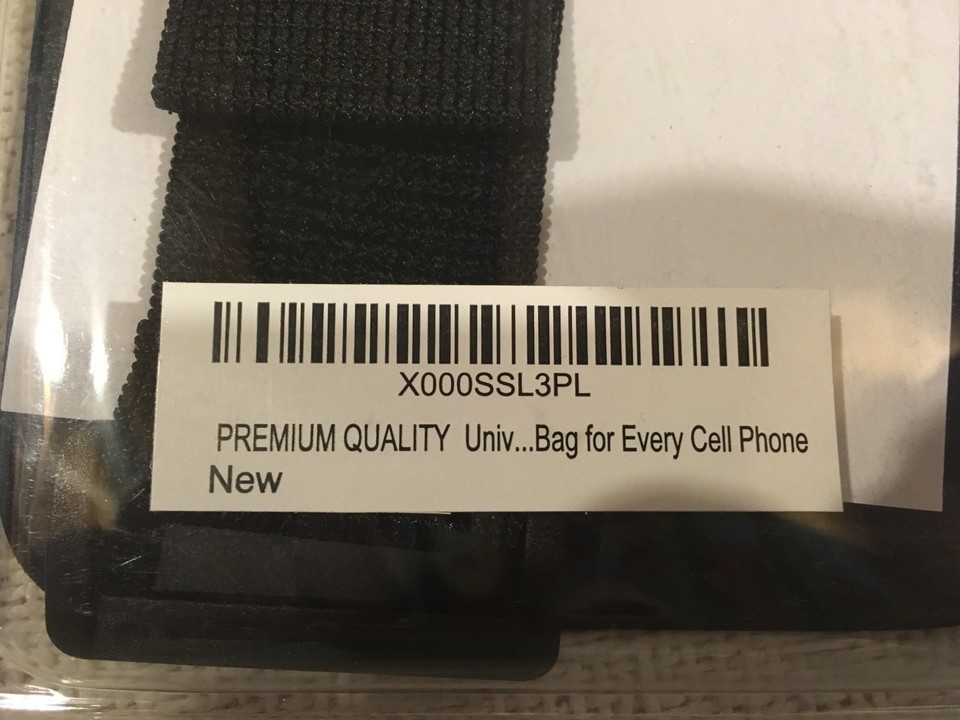 X000SSL3PL
PREMIUM QUALITY Univ...Bag for Every Cell Phone
New